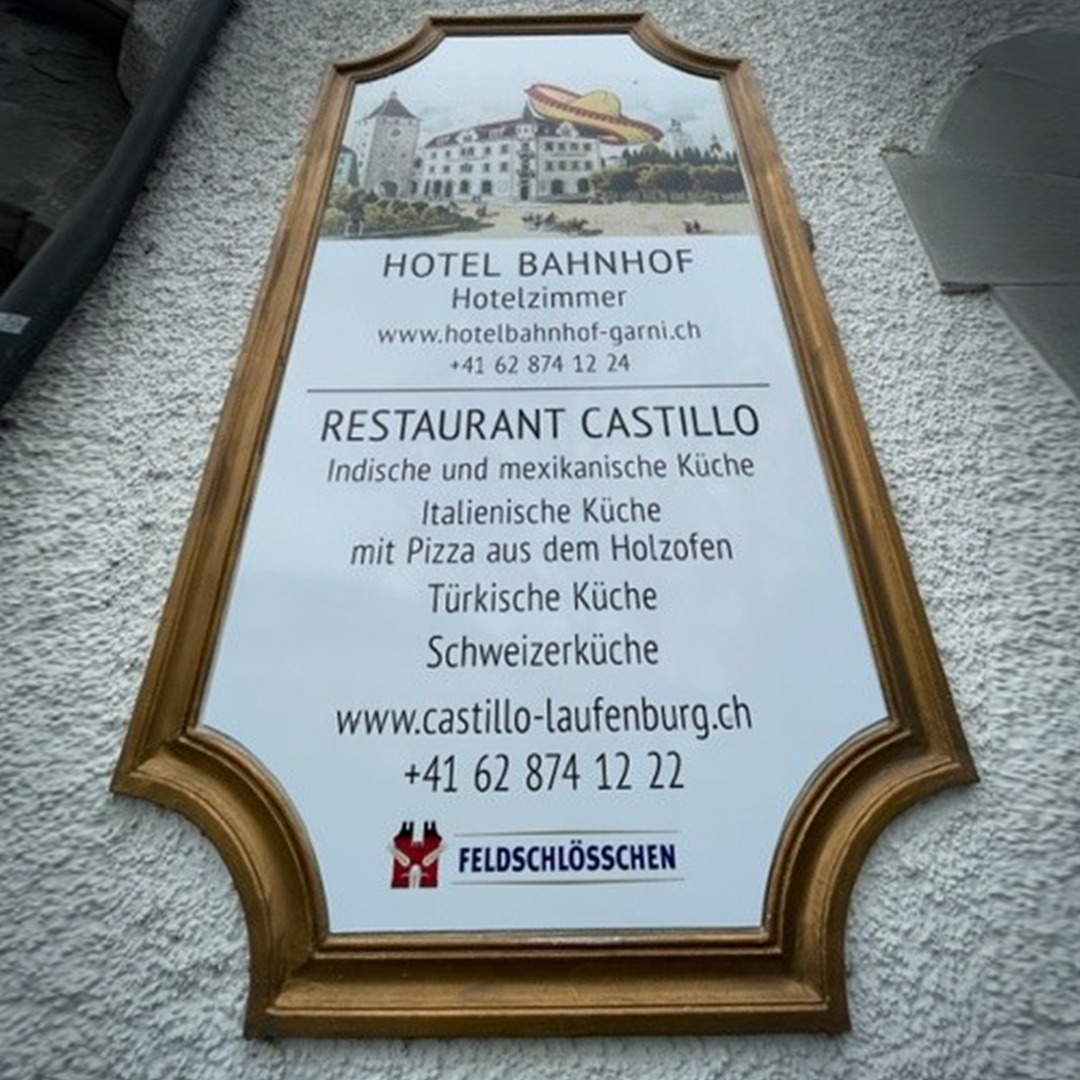 HOTEL BAHNHOF
Hotelzimmer
www.hotelbahnhof-garni.ch
+41 62 874 12 24
RESTAURANT CASTILLO
Indische und mexikanische Küche
Italienische Küche
mit Pizza aus dem Holzofen
Türkische Küche
Schweizerküche
www.castillo-laufenburg.ch
+41 62 874 12 22
FELDSCHLÖSSCHEN